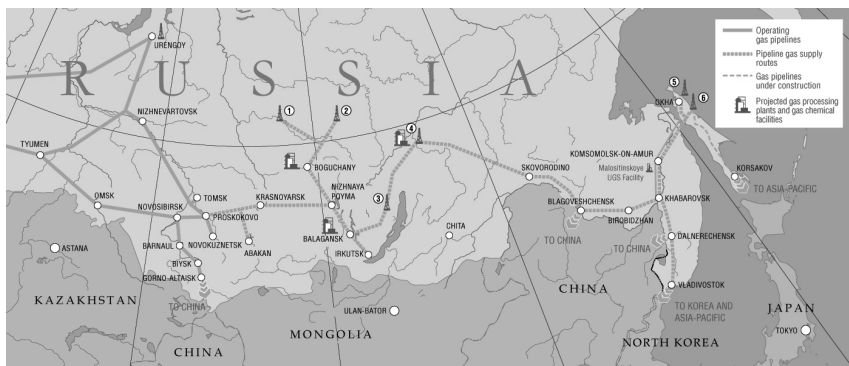 Operating
gas pipelines
Pipeline gas supply
routes
Gas pipelines
under construction
Projected gas processing
plants and gas chemical
facilities
RUSSIA
URENGOY
NIZHNEVARTOVSK
TYUMEN
OMSK
NOVOSIBIRSK
TOMSK
PROSKOKOVO
KRASNOYARSK
BARNAUL
NOVOKUZNETSK
ABAKAN
BIYSK
GORNO-ALTAISK
TO CHINA
ASTANA
KAZAKHSTAN
CHINA
1
2
BOGUCHANY
NIZHNAYA
POYMA
BALAGANSK
IRKUTSK
3
4
CHITA
ULAN-BATOR
MONGOLIA
SKOVORODINO
BLAGOVESHCHENSK
TO CHINA
BIROBIDZHAN
KOMSOMOLSK-ON-AMUR
Malositinskoye
UGS Facility
KHABAROVSK
TO CHINA
DALNERECHENSK
VLADIVOSTOK
TO KOREA AND
ASIA-PACIFIC
5
6
OKHA
KORSAKOV
TO ASIA-PACIFIC
CHINA
NORTH KOREA
JAPAN
TOKYO